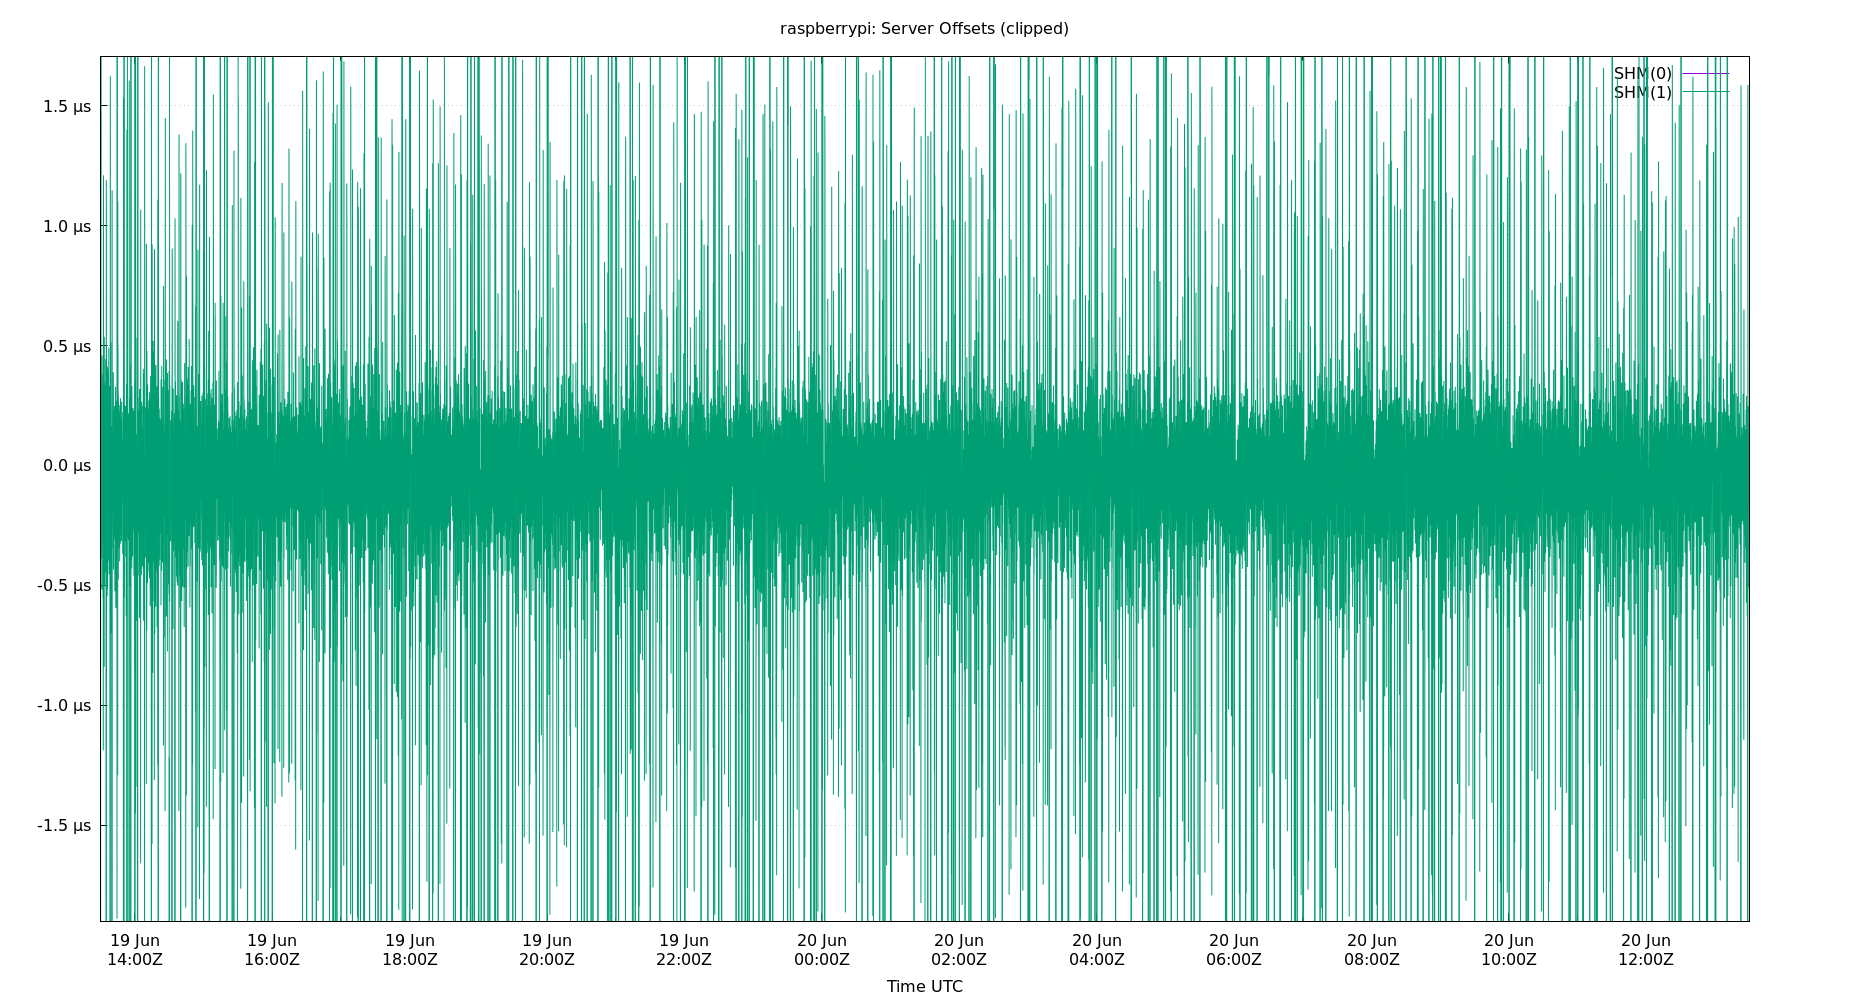 raspberrypi: Server Offsets (clipped)
SHM(0)
SHM(1)
1.5 µs
1.0 µs
0.5 µs
0.0 µs
-0.5 µs
-1.0 µs
-1.5 µs
19 Jun 19 Jun 19 Jun 19 Jun 19 Jun 20 Jun 20 Jun 20 Jun 20 Jun 20 Jun 20 Jun 20 Jun
14:00Z 16:00Z 18:00Z 20:00Z 22:00Z 00:00Z 02:00Z 04:00Z 06:00Z 08:00Z 10:00Z 12:00Z
Time UTC